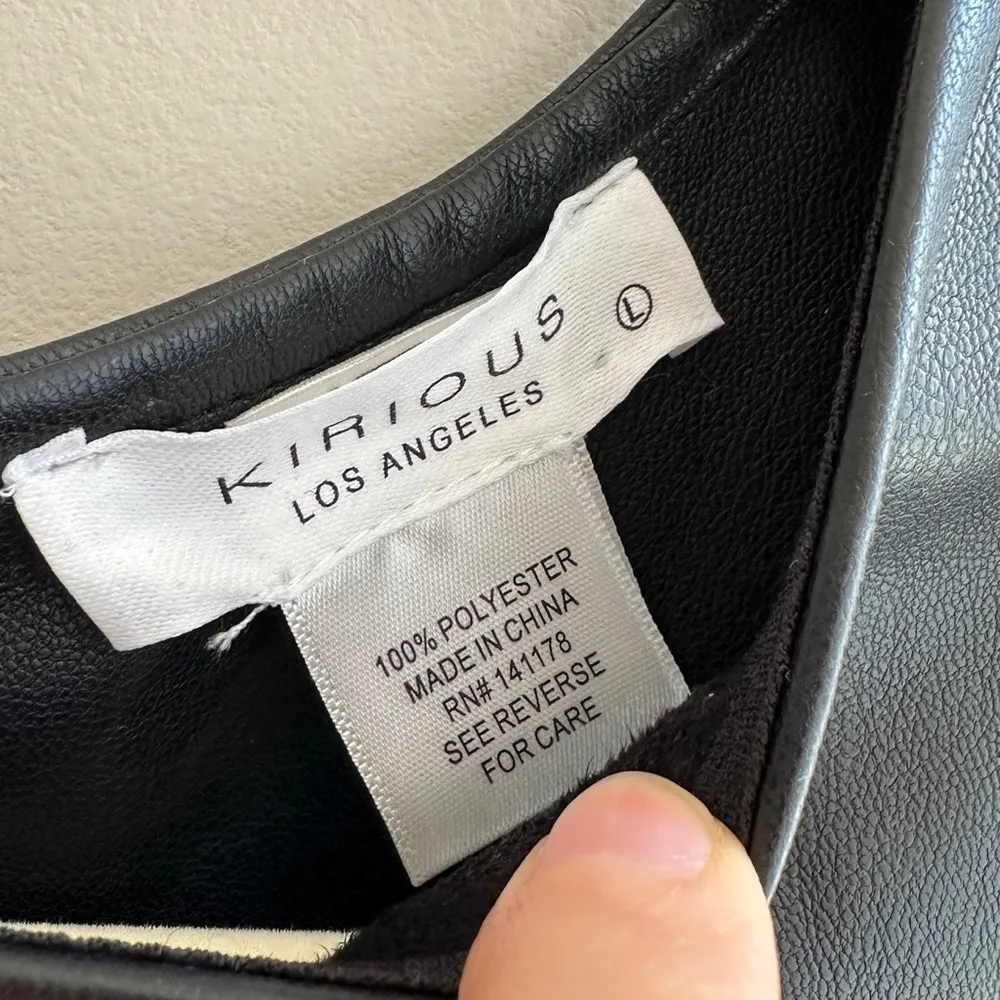 KIRIOUS Ⓛ
LOS ANGELES
100% POLYESTER
MADE IN CHINA
RN# 141178
SEE REVERSE
FOR CARE